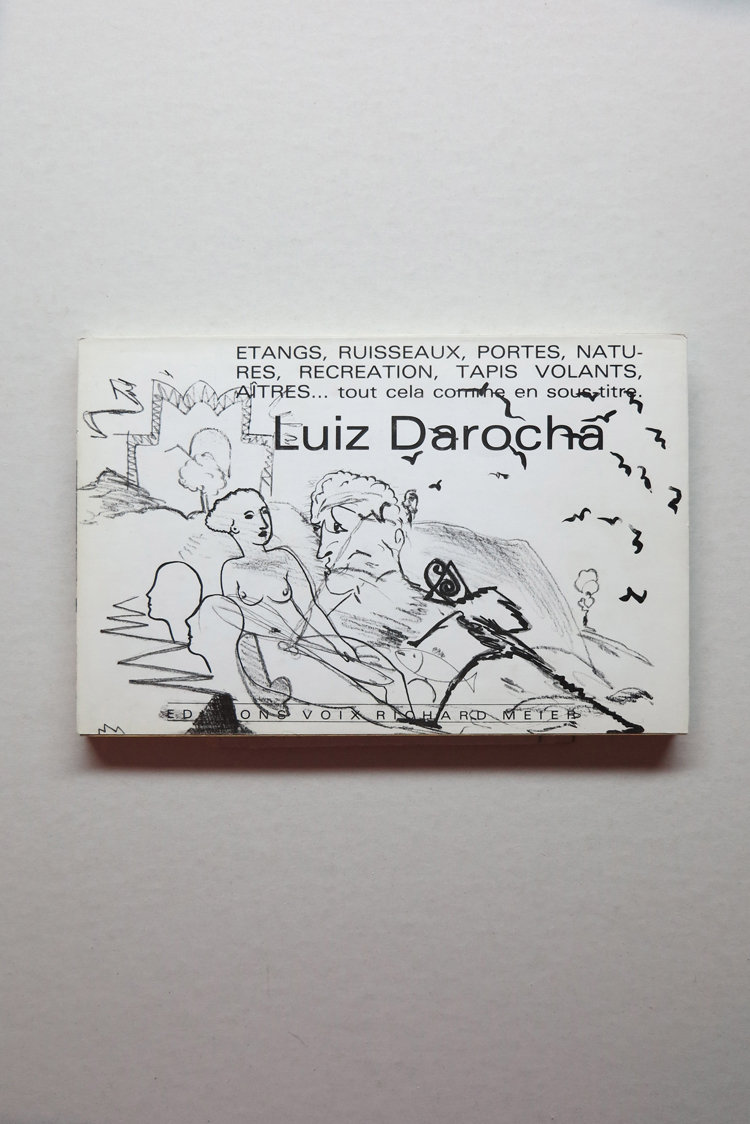 ETANGS, RUISSEAUX, PORTES, NATU-
RES, RECREATION, TAPIS VOLANTS,
AÎTRES... tout cela comme en sous-titre.
Luiz Darocha
EDITIONS VOIX RICHARD MEIER